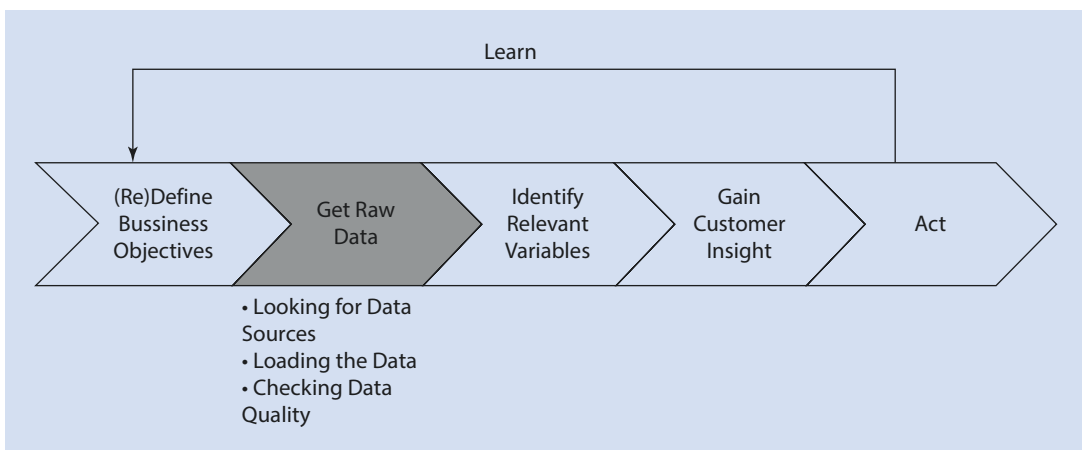 Learn
(Re)Define
Bussiness
Objectives
Get Raw
Data
Identify
Relevant
Variables
Gain
Customer
Insight
Act
• Looking for Data
Sources
• Loading the Data
• Checking Data
Quality